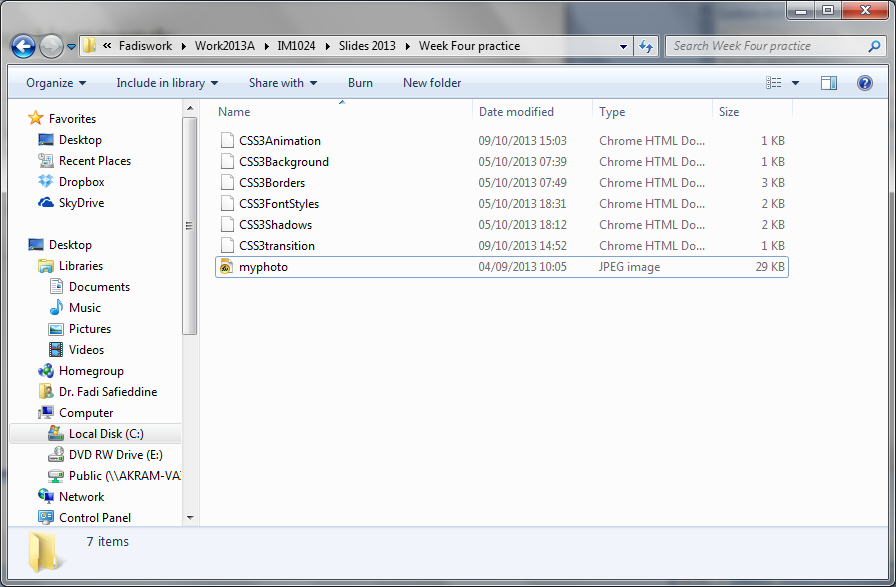 « Fadiswork ▸ Work2013A ▸ IM1024 ▸ Slides 2013 ▸ Week Four practice
Search Week Four practice
Organize Include in library Share with Burn New folder
Name Date modified Type Size
Favorites
Desktop
Recent Places
Dropbox
SkyDrive
Desktop
Libraries
Documents
Music
Pictures
Videos
Homegroup
Dr. Fadi Safieddine
Computer
Local Disk (C:)
DVD RW Drive (E:)
Public (\\AKRAM-VA
Network
Control Panel
CSS3Animation 09/10/2013 15:03 Chrome HTML Do... 1 KB
CSS3Background 05/10/2013 07:39 Chrome HTML Do... 1 KB
CSS3Borders 05/10/2013 07:49 Chrome HTML Do... 3 KB
CSS3FontStyles 05/10/2013 18:31 Chrome HTML Do... 2 KB
CSS3Shadows 05/10/2013 18:12 Chrome HTML Do... 2 KB
CSS3transition 09/10/2013 14:52 Chrome HTML Do... 1 KB
myphoto 04/09/2013 10:05 JPEG image 29 KB
7 items